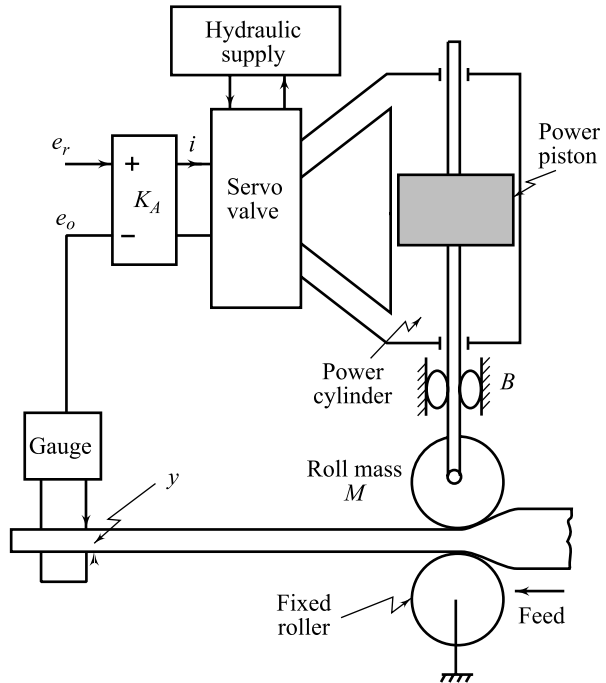 Hydraulic
supply
Power
piston
e_r
+
i
Servo
valve
K_A
e_o
−
Power
cylinder
B
Gauge
Roll mass
M
y
Fixed
roller
Feed